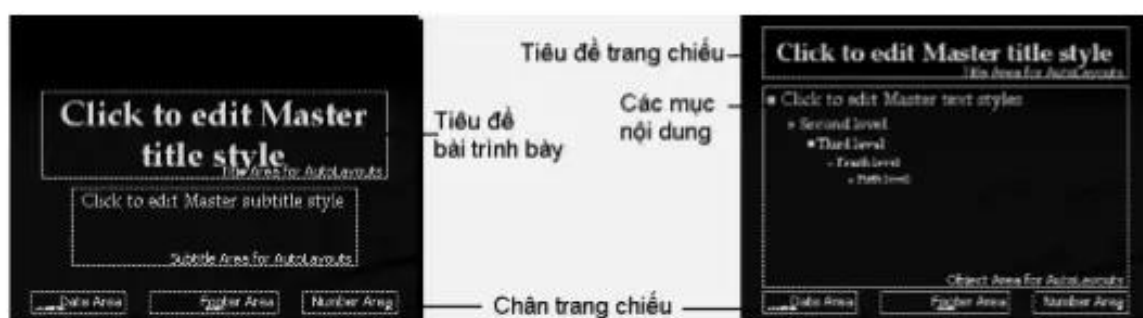 Click to edit Master
title style
Title Area for AutoLayouts
Click to edit Master subtitle style
Subtitle Area for AutoLayouts
Date Area
Footer Area
Number Area
Tiêu đề
bài trình bày
Tiêu đề trang chiếu
Các mục
nội dung
Chân trang chiếu
Click to edit Master title style
Title Area for AutoLayouts
Click to edit Master text styles
Second level
Third level
Fourth level
Fifth level
Object Area for AutoLayouts
Date Area
Footer Area
Number Area